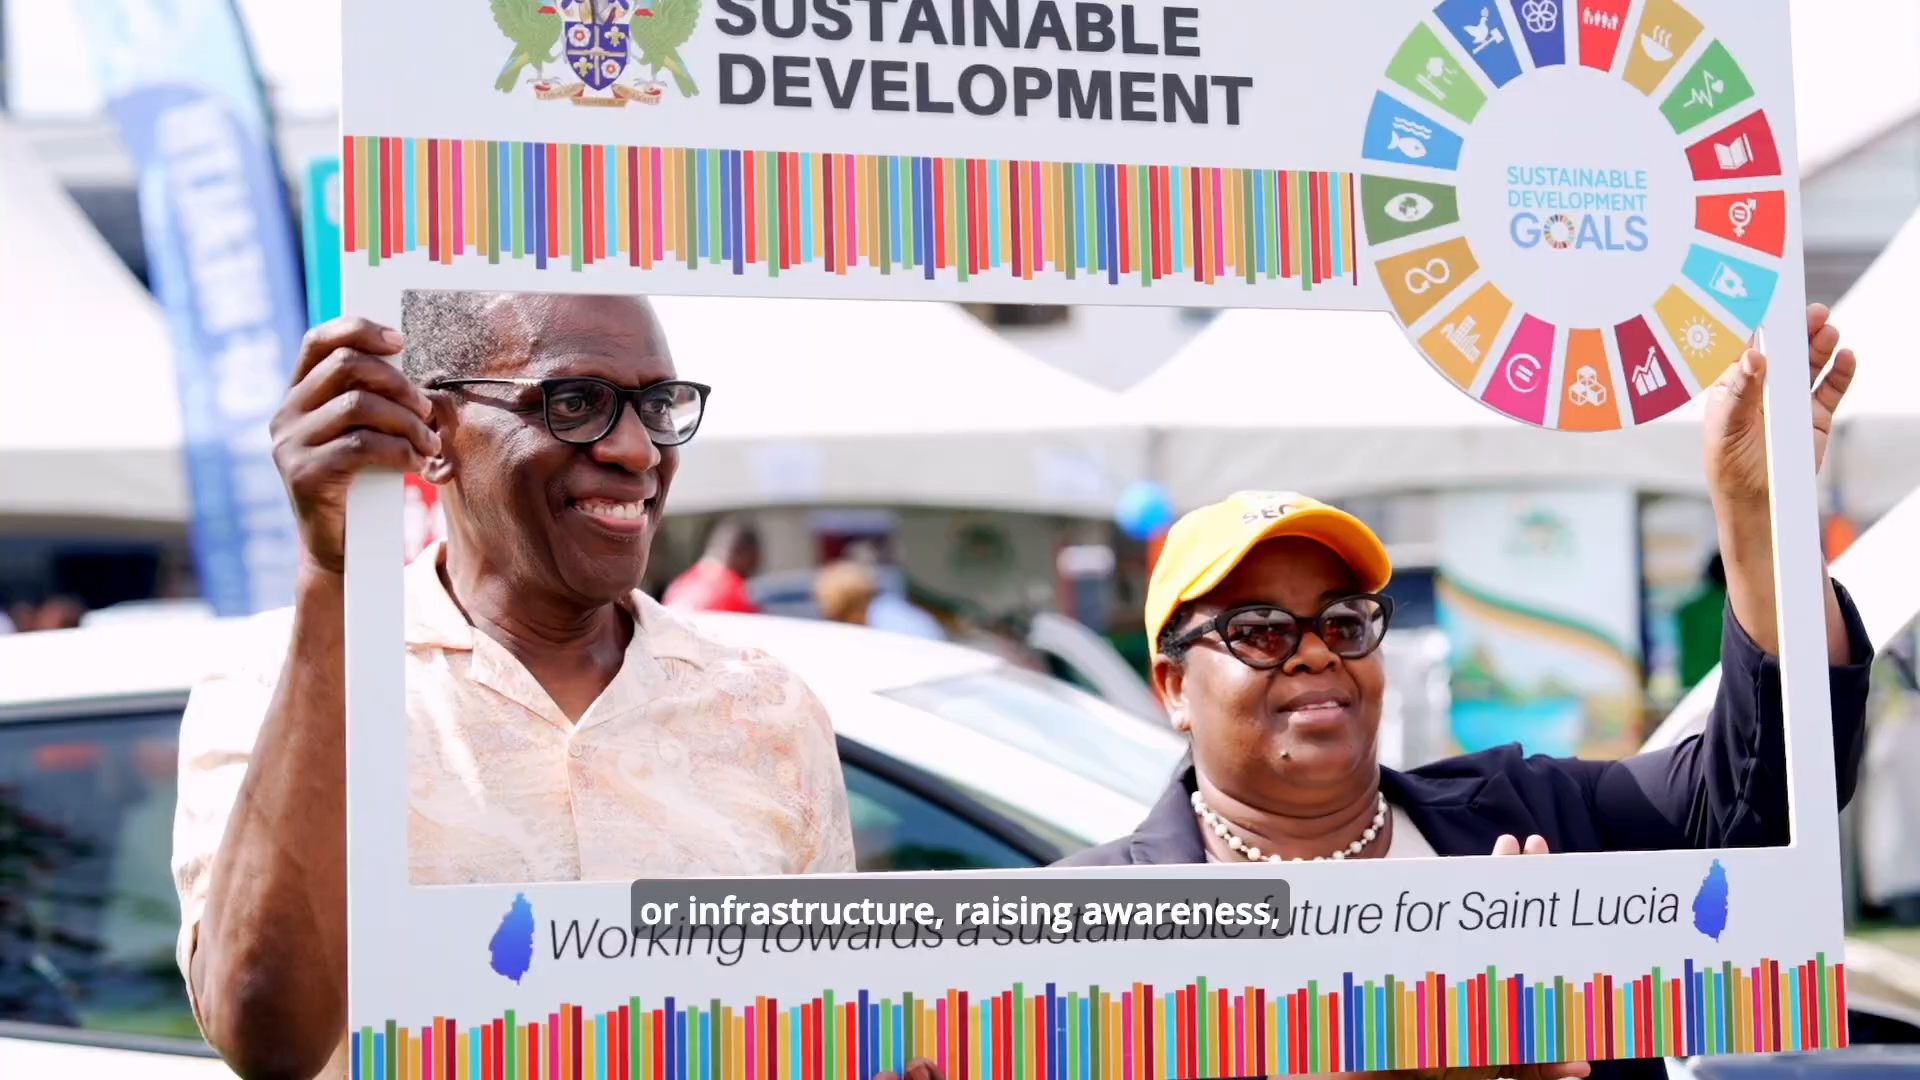 SUSTAINABLE
DEVELOPMENT
SUSTAINABLE
DEVELOPMENT
GOALS
or infrastructure, raising awareness,
Working towards a sustainable future for Saint Lucia